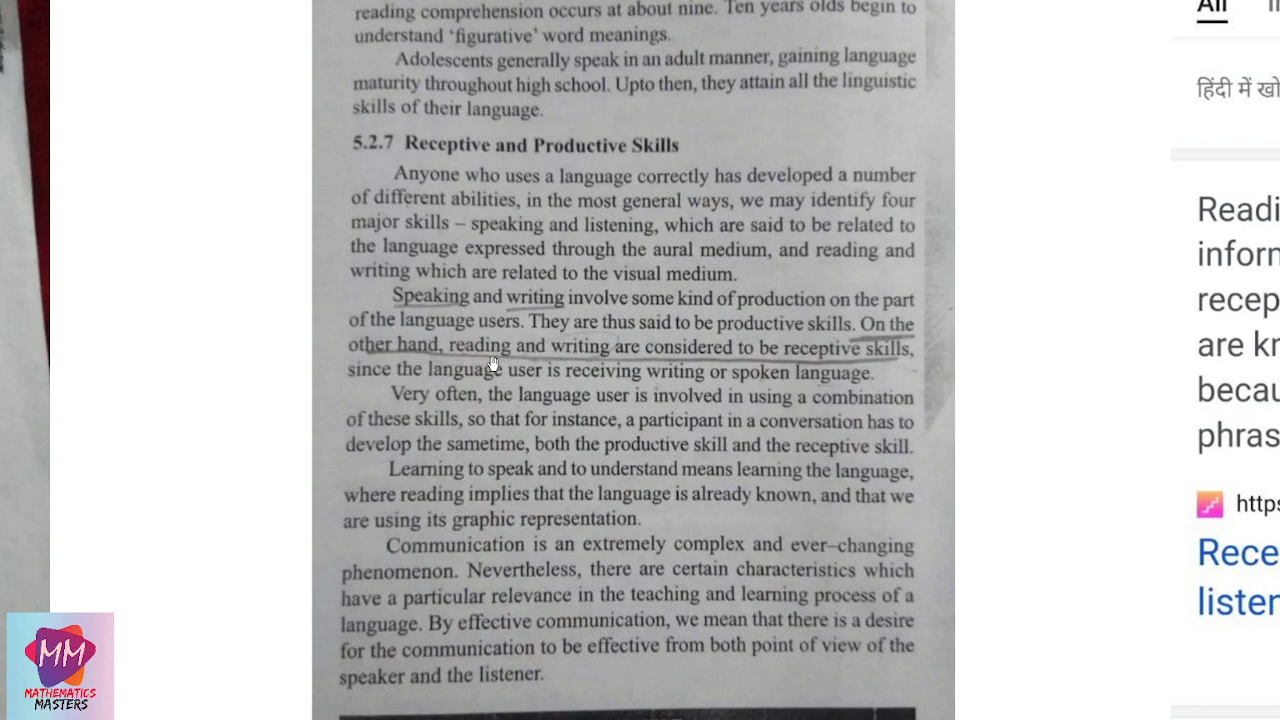 reading comprehension occurs at about nine. Ten years olds begin to
understand ‘figurative’ word meanings.
Adolescents generally speak in an adult manner, gaining language
maturity throughout high school. Upto then, they attain all the linguistic
skills of their language.
5.2.7 Receptive and Productive Skills
Anyone who uses a language correctly has developed a number
of different abilities, in the most general ways, we may identify four
major skills – speaking and listening, which are said to be related to
the language expressed through the aural medium, and reading and
writing which are related to the visual medium.
Speaking and writing involve some kind of production on the part
of the language users. They are thus said to be productive skills. On the
other hand, reading and writing are considered to be receptive skills,
since the language user is receiving writing or spoken language.
Very often, the language user is involved in using a combination
of these skills, so that for instance, a participant in a conversation has to
develop the sametime, both the productive skill and the receptive skill.
Learning to speak and to understand means learning the language,
where reading implies that the language is already known, and that we
are using its graphic representation.
Communication is an extremely complex and ever–changing
phenomenon. Nevertheless, there are certain characteristics which
have a particular relevance in the teaching and learning process of a
language. By effective communication, we mean that there is a desire
for the communication to be effective from both point of view of the
speaker and the listener.
All
हिंदी में खो
Readi
inforn
recep
are kn
becau
phras
https
Rece
listen
MM
MATHEMATICS
MASTERS